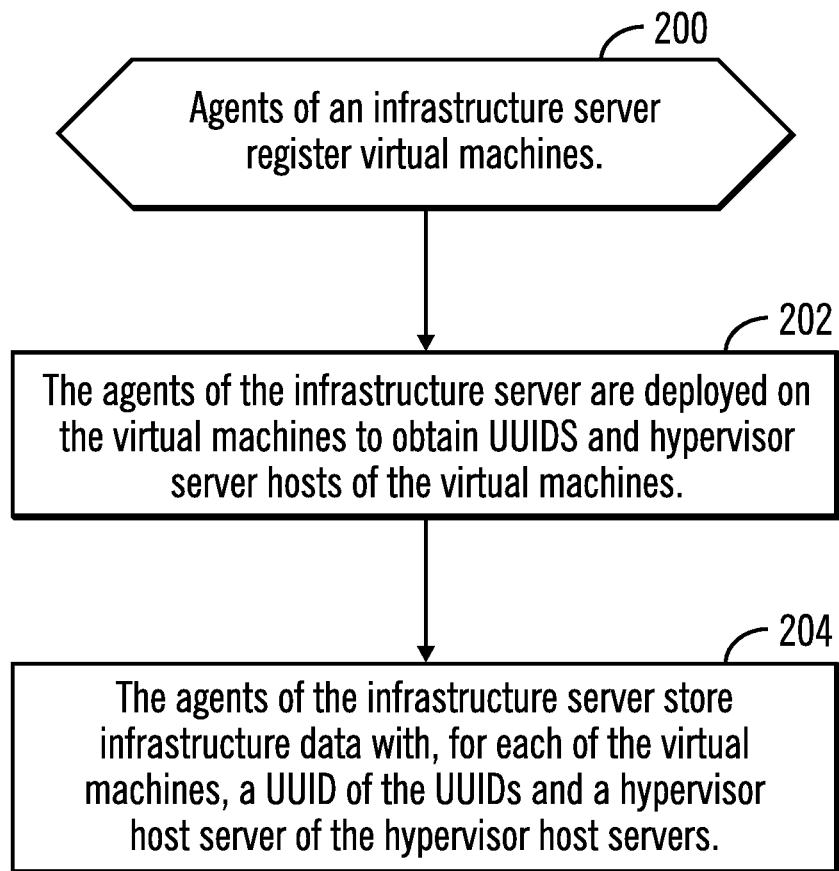 200
Agents of an infrastructure server
register virtual machines.
202
The agents of the infrastructure server are deployed on
the virtual machines to obtain UUIDS and hypervisor
server hosts of the virtual machines.
204
The agents of the infrastructure server store
infrastructure data with, for each of the virtual
machines, a UUID of the UUIDs and a hypervisor
host server of the hypervisor host servers.